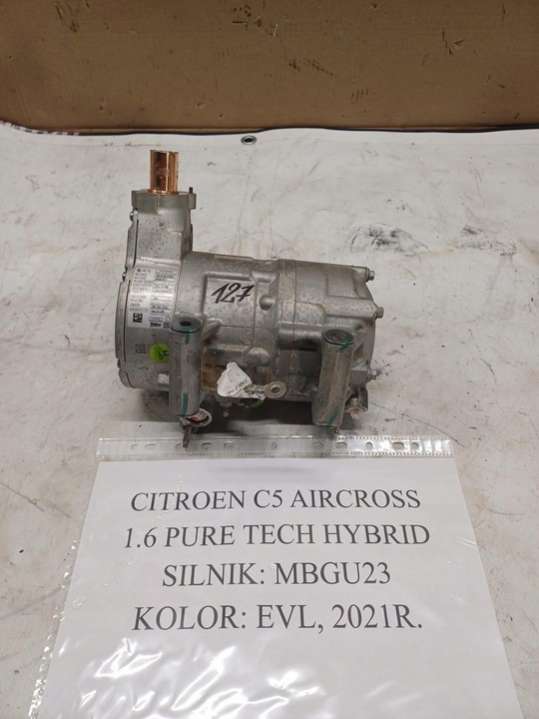 127
CITROEN C5 AIRCROSS
1.6 PURE TECH HYBRID
SILNIK: MBGU23
KOLOR: EVL, 2021R.